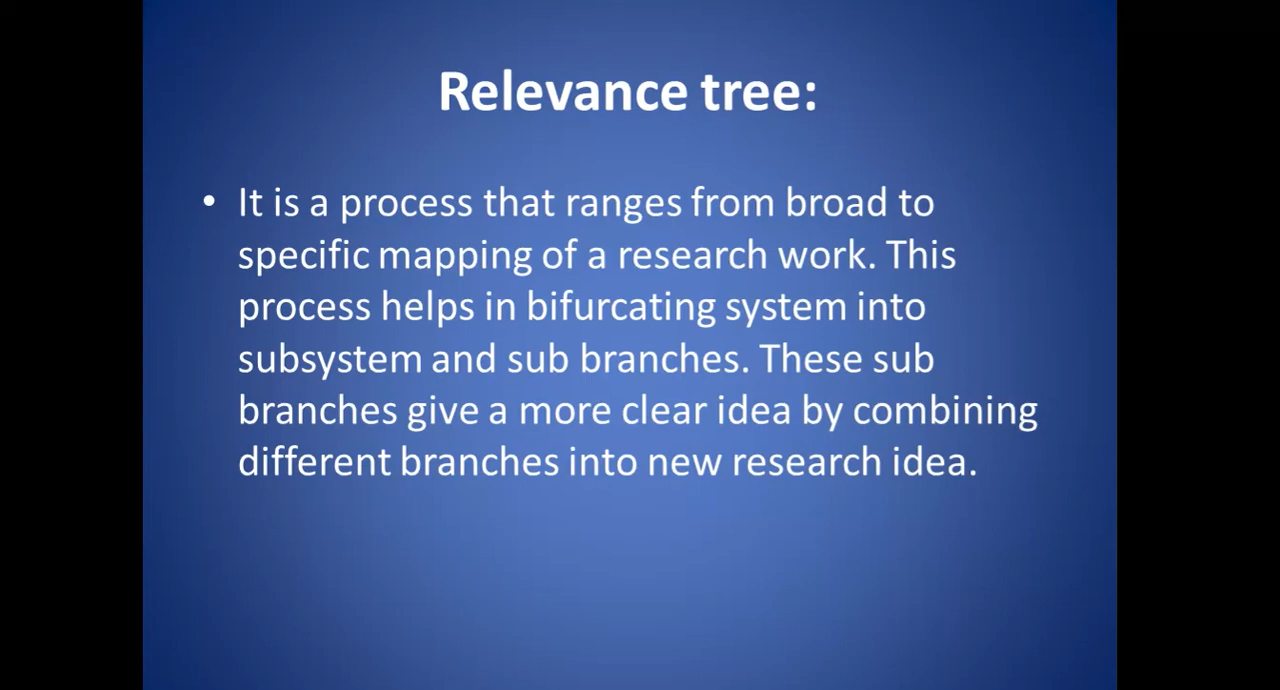 Relevance tree:
• It is a process that ranges from broad to
specific mapping of a research work. This
process helps in bifurcating system into
subsystem and sub branches. These sub
branches give a more clear idea by combining
different branches into new research idea.